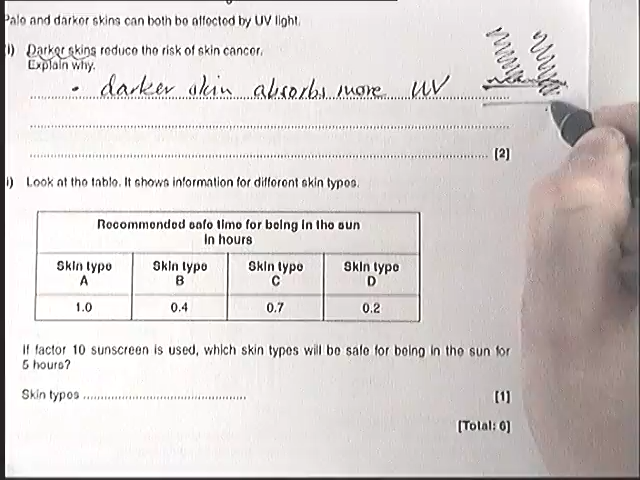 Pale and darker skins can both be affected by UV light.
i) Darker skins reduce the risk of skin cancer.
Explain why.
• darker skin absorbs more UV
[2]
i) Look at the table. It shows information for different skin types.
Recommended safe time for being in the sun
in hours
Skin type A Skin type B Skin type C Skin type D
1.0 0.4 0.7 0.2
If factor 10 sunscreen is used, which skin types will be safe for being in the sun for
5 hours?
Skin types ................................................ [1]
[Total: 6]